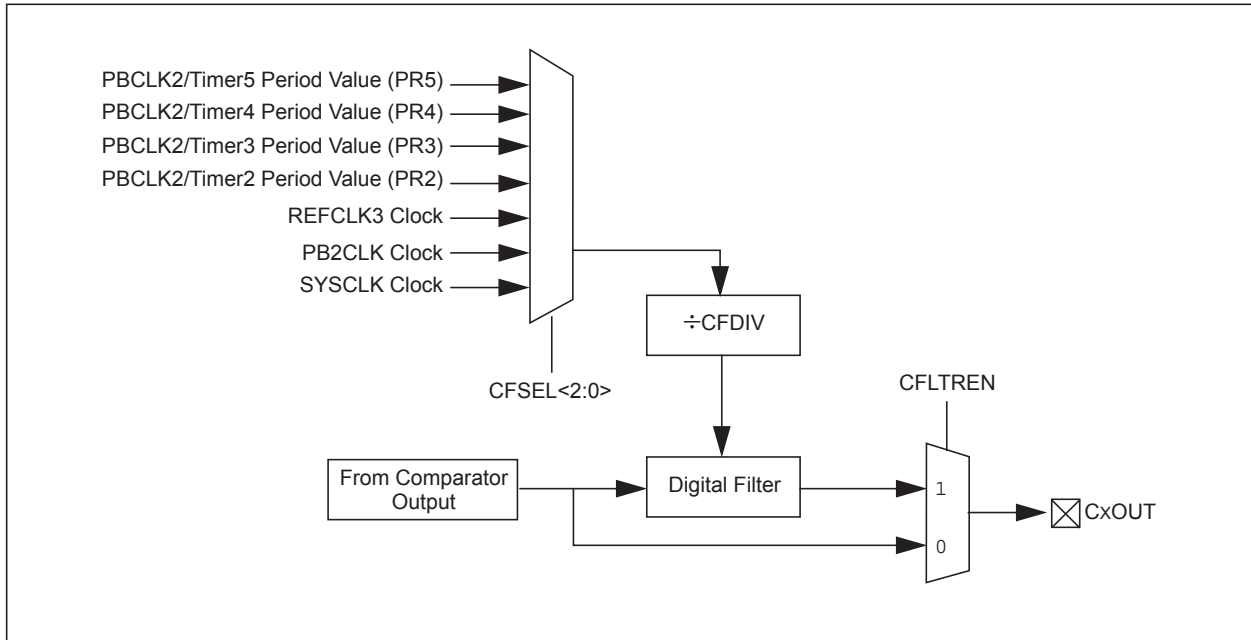 PBCLK2/Timer5 Period Value (PR5)
PBCLK2/Timer4 Period Value (PR4)
PBCLK2/Timer3 Period Value (PR3)
PBCLK2/Timer2 Period Value (PR2)
REFCLK3 Clock
PB2CLK Clock
SYSCLK Clock
÷CFDIV
CFSEL<2:0>
CFLTREN
From Comparator
Output
Digital Filter
1
0
CxOUT